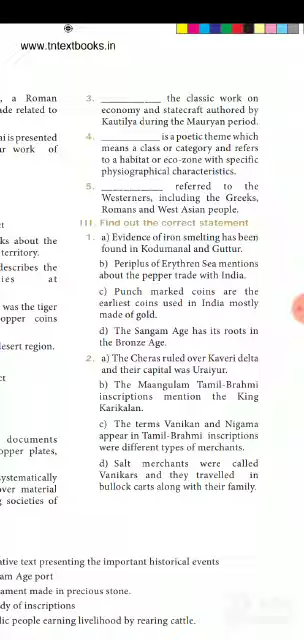 www.tntextbooks.in
, a Roman
ade related to
ai is presented
ur work of
ct
ks about the
territory.
describes the
ies at
was the tiger
opper coins
desert region.
ct
documents
opper plates,
systematically
over material
g societies of
3. ____________ the classic work on
economy and statecraft authored by
Kautilya during the Mauryan period.
4. ____________ is a poetic theme which
means a class or category and refers
to a habitat or eco-zone with specific
physiographical characteristics.
5. ____________ referred to the
Westerners, including the Greeks,
Romans and West Asian people.
III. Find out the correct statement
1. a) Evidence of iron smelting has been
found in Kodumanal and Guttur.
b) Periplus of Erythren Sea mentions
about the pepper trade with India.
c) Punch marked coins are the
earliest coins used in India mostly
made of gold.
d) The Sangam Age has its roots in
the Bronze Age.
2. a) The Cheras ruled over Kaveri delta
and their capital was Uraiyur.
b) The Maangulam Tamil-Brahmi
inscriptions mention the King
Karikalan.
c) The terms Vanikan and Nigama
appear in Tamil-Brahmi inscriptions
were different types of merchants.
d) Salt merchants were called
Vanikars and they travelled in
bullock carts along with their family.
ative text presenting the important historical events
am Age port
ament made in precious stone.
dy of inscriptions
lic people earning livelihood by rearing cattle.